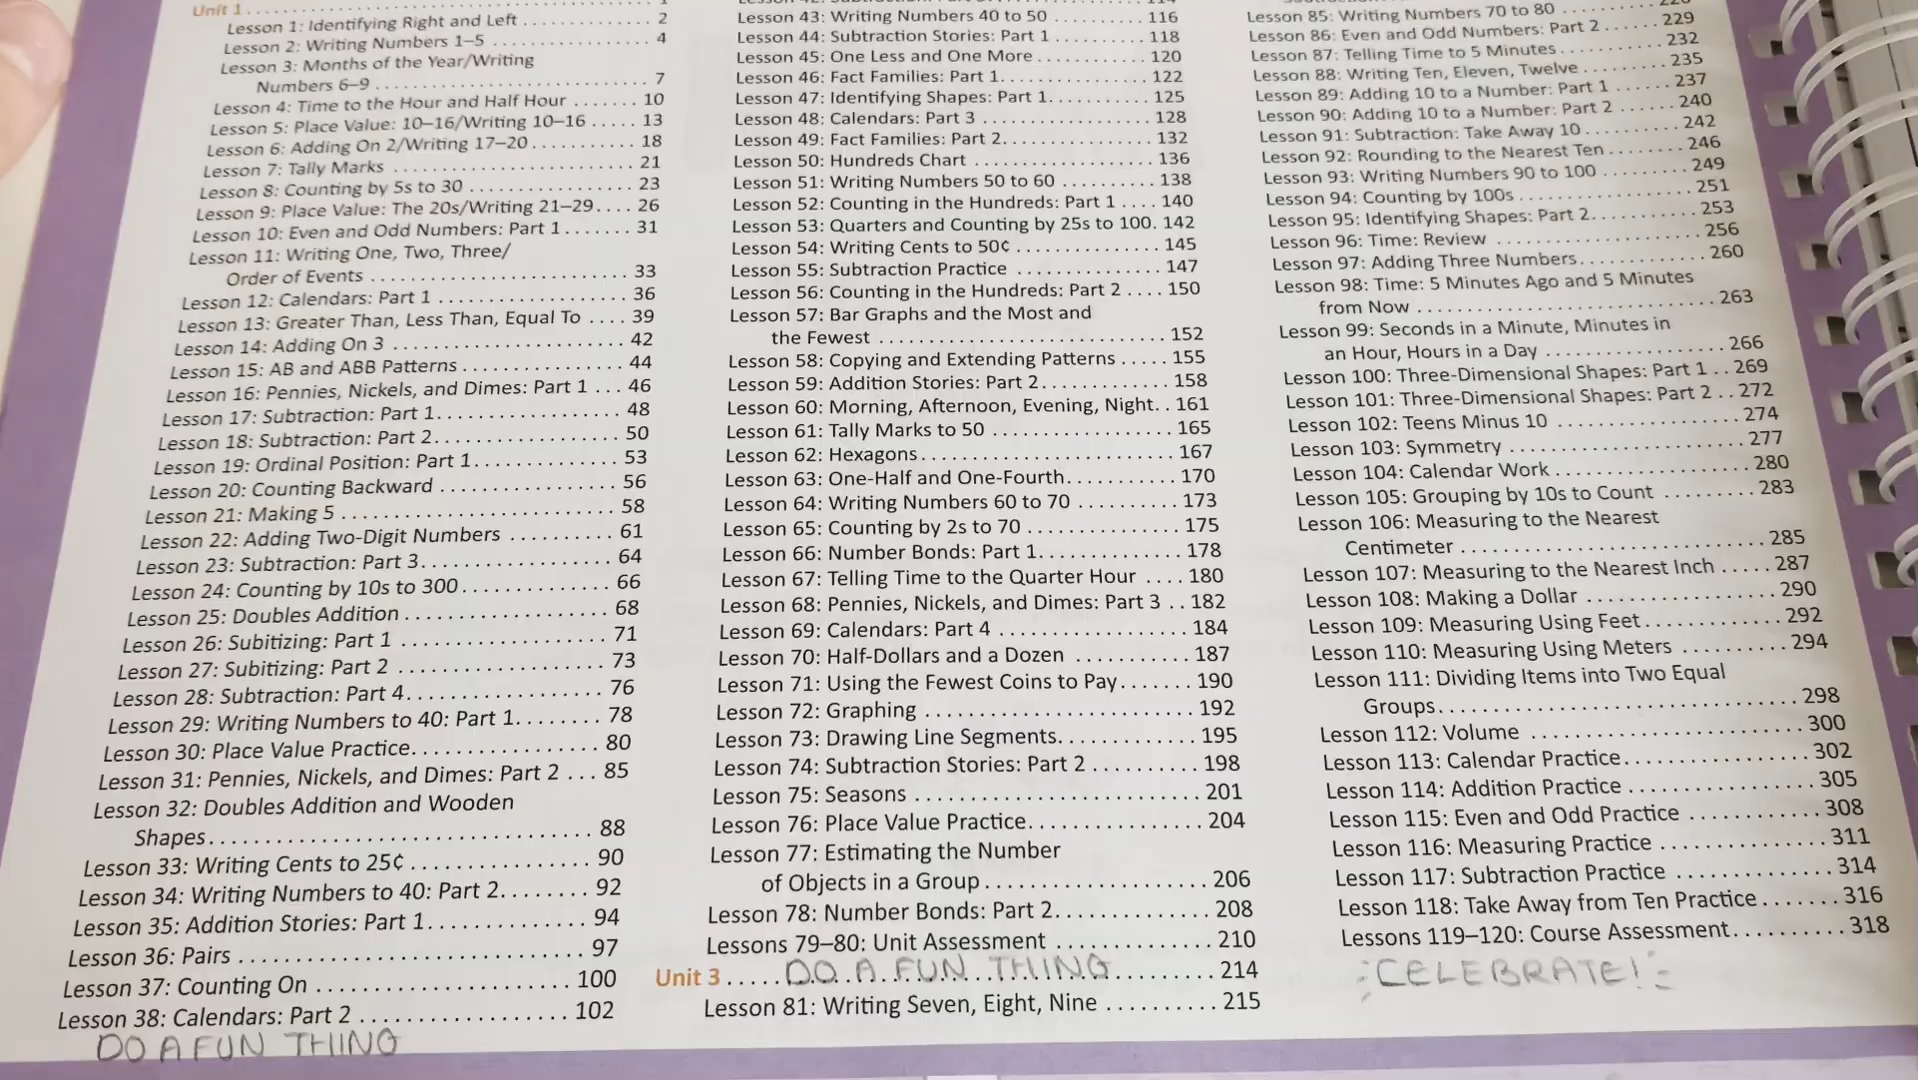 Unit 1
Lesson 1: Identifying Right and Left 2
Lesson 2: Writing Numbers 1–5 4
Lesson 3: Months of the Year/Writing
Numbers 6–9 7
Lesson 4: Time to the Hour and Half Hour 10
Lesson 5: Place Value: 10–16/Writing 10–16 13
Lesson 6: Adding On 2/Writing 17–20 18
Lesson 7: Tally Marks 21
Lesson 8: Counting by 5s to 30 23
Lesson 9: Place Value: The 20s/Writing 21–29 26
Lesson 10: Even and Odd Numbers: Part 1 31
Lesson 11: Writing One, Two, Three/
Order of Events 33
Lesson 12: Calendars: Part 1 36
Lesson 13: Greater Than, Less Than, Equal To 39
Lesson 14: Adding On 3 42
Lesson 15: AB and ABB Patterns 44
Lesson 16: Pennies, Nickels, and Dimes: Part 1 46
Lesson 17: Subtraction: Part 1 48
Lesson 18: Subtraction: Part 2 50
Lesson 19: Ordinal Position: Part 1 53
Lesson 20: Counting Backward 56
Lesson 21: Making 5 58
Lesson 22: Adding Two-Digit Numbers 61
Lesson 23: Subtraction: Part 3 64
Lesson 24: Counting by 10s to 300 66
Lesson 25: Doubles Addition 68
Lesson 26: Subitizing: Part 1 71
Lesson 27: Subitizing: Part 2 73
Lesson 28: Subtraction: Part 4 76
Lesson 29: Writing Numbers to 40: Part 1 78
Lesson 30: Place Value Practice 80
Lesson 31: Pennies, Nickels, and Dimes: Part 2 85
Lesson 32: Doubles Addition and Wooden
Shapes 88
Lesson 33: Writing Cents to 25¢ 90
Lesson 34: Writing Numbers to 40: Part 2 92
Lesson 35: Addition Stories: Part 1 94
Lesson 36: Pairs 97
Lesson 37: Counting On 100
Lesson 38: Calendars: Part 2 102
DO A FUN THING
Lesson 43: Writing Numbers 40 to 50 116
Lesson 44: Subtraction Stories: Part 1 118
Lesson 45: One Less and One More 120
Lesson 46: Fact Families: Part 1 122
Lesson 47: Identifying Shapes: Part 1 125
Lesson 48: Calendars: Part 3 128
Lesson 49: Fact Families: Part 2 132
Lesson 50: Hundreds Chart 136
Lesson 51: Writing Numbers 50 to 60 138
Lesson 52: Counting in the Hundreds: Part 1 140
Lesson 53: Quarters and Counting by 25s to 100. 142
Lesson 54: Writing Cents to 50¢ 145
Lesson 55: Subtraction Practice 147
Lesson 56: Counting in the Hundreds: Part 2 150
Lesson 57: Bar Graphs and the Most and
the Fewest 152
Lesson 58: Copying and Extending Patterns 155
Lesson 59: Addition Stories: Part 2 158
Lesson 60: Morning, Afternoon, Evening, Night 161
Lesson 61: Tally Marks to 50 165
Lesson 62: Hexagons 167
Lesson 63: One-Half and One-Fourth 170
Lesson 64: Writing Numbers 60 to 70 173
Lesson 65: Counting by 2s to 70 175
Lesson 66: Number Bonds: Part 1 178
Lesson 67: Telling Time to the Quarter Hour 180
Lesson 68: Pennies, Nickels, and Dimes: Part 3 182
Lesson 69: Calendars: Part 4 184
Lesson 70: Half-Dollars and a Dozen 187
Lesson 71: Using the Fewest Coins to Pay 190
Lesson 72: Graphing 192
Lesson 73: Drawing Line Segments 195
Lesson 74: Subtraction Stories: Part 2 198
Lesson 75: Seasons 201
Lesson 76: Place Value Practice 204
Lesson 77: Estimating the Number
of Objects in a Group 206
Lesson 78: Number Bonds: Part 2 208
Lessons 79–80: Unit Assessment 210
Unit 3 DO A FUN THING 214
Lesson 81: Writing Seven, Eight, Nine 215
Lesson 85: Writing Numbers 70 to 80
Lesson 86: Even and Odd Numbers: Part 2 229
Lesson 87: Telling Time to 5 Minutes 232
Lesson 88: Writing Ten, Eleven, Twelve 235
Lesson 89: Adding 10 to a Number: Part 1 237
Lesson 90: Adding 10 to a Number: Part 2 240
Lesson 91: Subtraction: Take Away 10 242
Lesson 92: Rounding to the Nearest Ten 246
Lesson 93: Writing Numbers 90 to 100 249
Lesson 94: Counting by 100s 251
Lesson 95: Identifying Shapes: Part 2 253
Lesson 96: Time: Review 256
Lesson 97: Adding Three Numbers 260
Lesson 98: Time: 5 Minutes Ago and 5 Minutes
from Now 263
Lesson 99: Seconds in a Minute, Minutes in
an Hour, Hours in a Day 266
Lesson 100: Three-Dimensional Shapes: Part 1 269
Lesson 101: Three-Dimensional Shapes: Part 2 272
Lesson 102: Teens Minus 10 274
Lesson 103: Symmetry 277
Lesson 104: Calendar Work 280
Lesson 105: Grouping by 10s to Count 283
Lesson 106: Measuring to the Nearest
Centimeter 285
Lesson 107: Measuring to the Nearest Inch 287
Lesson 108: Making a Dollar 290
Lesson 109: Measuring Using Feet 292
Lesson 110: Measuring Using Meters 294
Lesson 111: Dividing Items into Two Equal
Groups 298
Lesson 112: Volume 300
Lesson 113: Calendar Practice 302
Lesson 114: Addition Practice 305
Lesson 115: Even and Odd Practice 308
Lesson 116: Measuring Practice 311
Lesson 117: Subtraction Practice 314
Lesson 118: Take Away from Ten Practice 316
Lessons 119–120: Course Assessment 318
CELEBRATE!